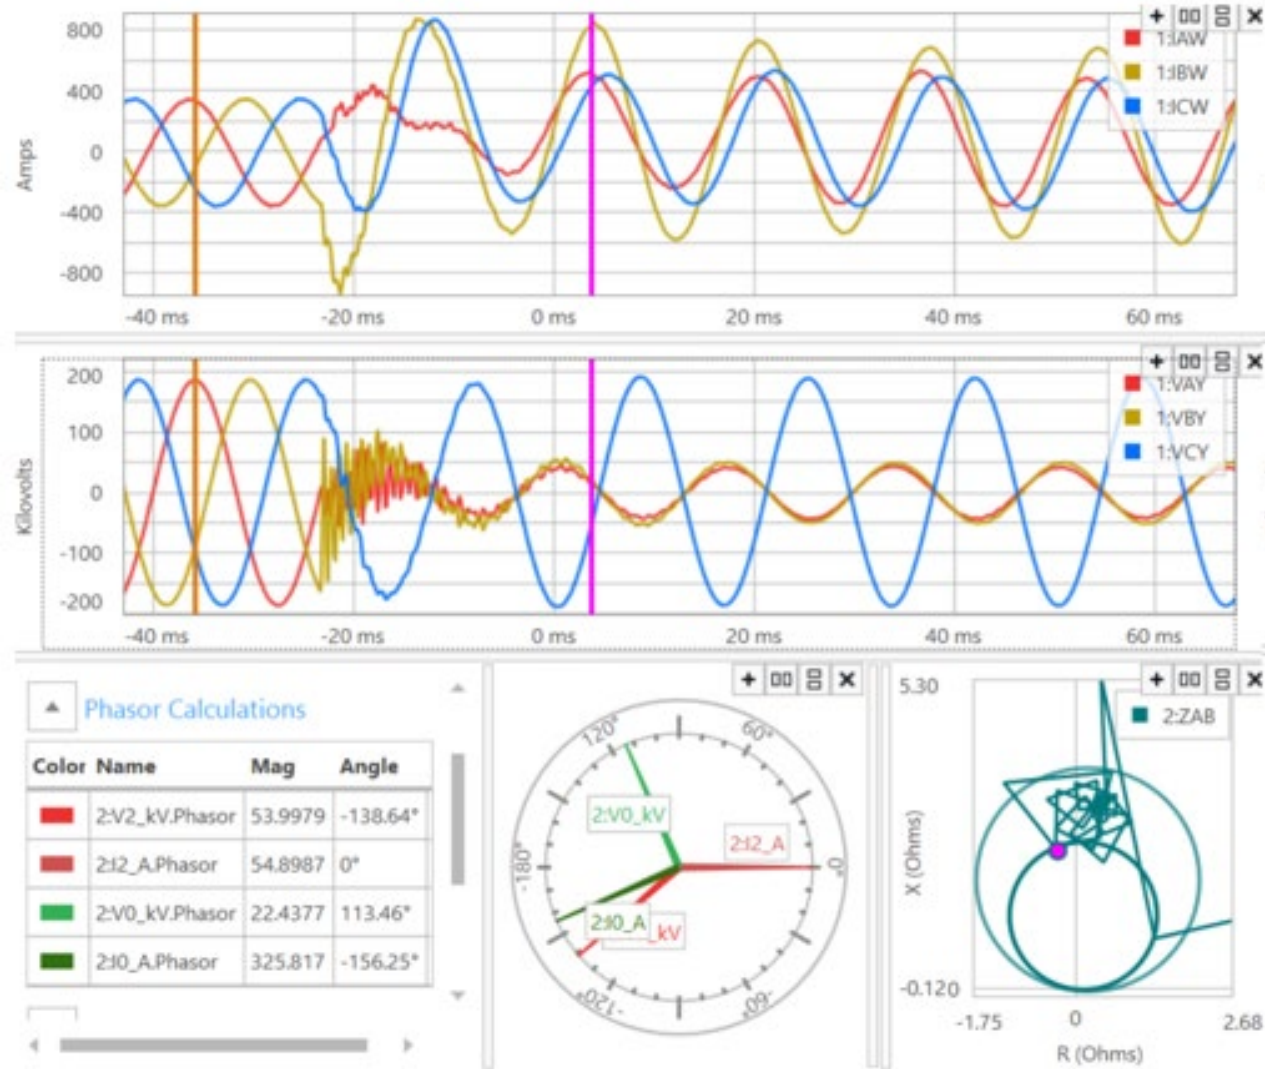 800
400
0
-400
-800
Amps
1:IAW
1:IBW
1:ICW
-40 ms
-20 ms
0 ms
20 ms
40 ms
60 ms
200
100
0
-100
-200
Kilovolts
1:VAY
1:VBY
1:VCY
-40 ms
-20 ms
0 ms
20 ms
40 ms
60 ms
Phasor Calculations
Color Name Mag Angle
2:V2_kV.Phasor 53.9979 -138.64°
2:I2_A.Phasor 54.8987 0°
2:V0_kV.Phasor 22.4377 113.46°
2:I0_A.Phasor 325.817 -156.25°
120°
60°
2:V0_kV
2:I2_A
-180°
0°
2:I0_A
_kV
-120°
-60°
5.30
2:ZAB
X (Ohms)
-0.120
-1.75
0
2.68
R (Ohms)